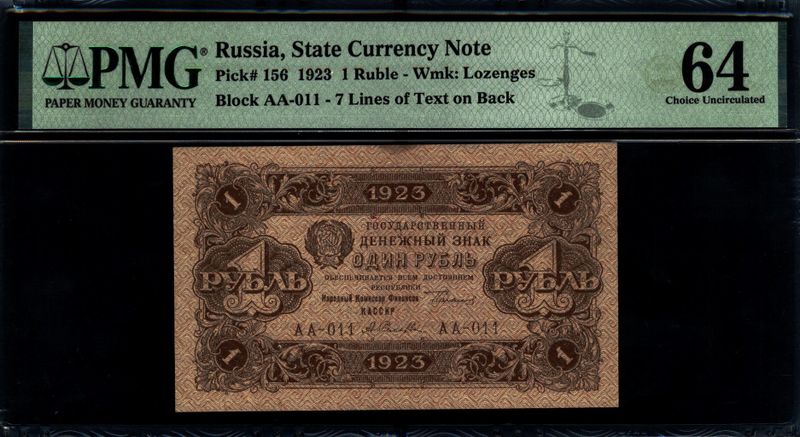 PMG®
PAPER MONEY GUARANTY
Russia, State Currency Note
Pick# 156 1923 1 Ruble - Wmk: Lozenges
Block AA-011 - 7 Lines of Text on Back
64
Choice Uncirculated
1 1923 1
ГОСУДАРСТВЕННЫЙ
ДЕНЕЖНЫЙ ЗНАК
ОДИН РУБЛЬ
1 РУБЛЬ
1 РУБЛЬ
ОБЕСПЕЧИВАЕТСЯ ВСЕМ ДОСТОЯНИЕМ
РЕСПУБЛИКИ
Народный Комиссар Финансов
КАССИР
АА-011 АА-011
1 1923 1